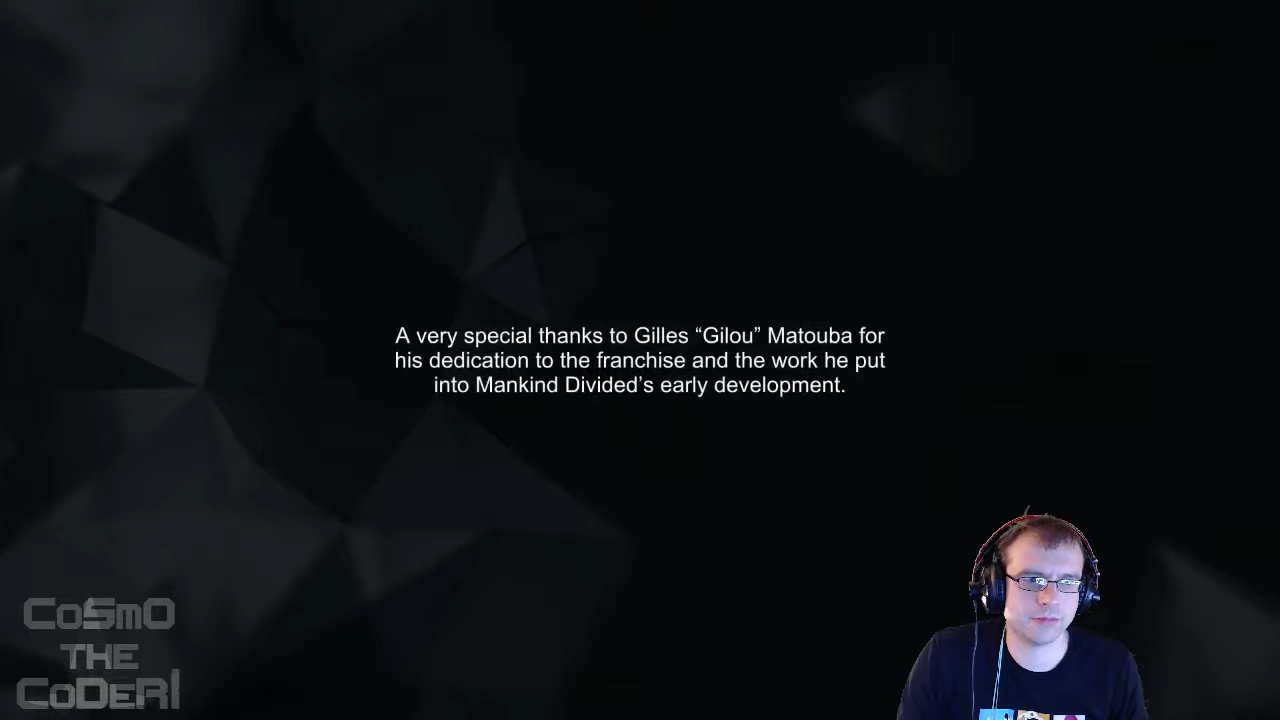 A very special thanks to Gilles “Gilou” Matouba for
his dedication to the franchise and the work he put
into Mankind Divided’s early development.
CoSmO
THE
CoDER!